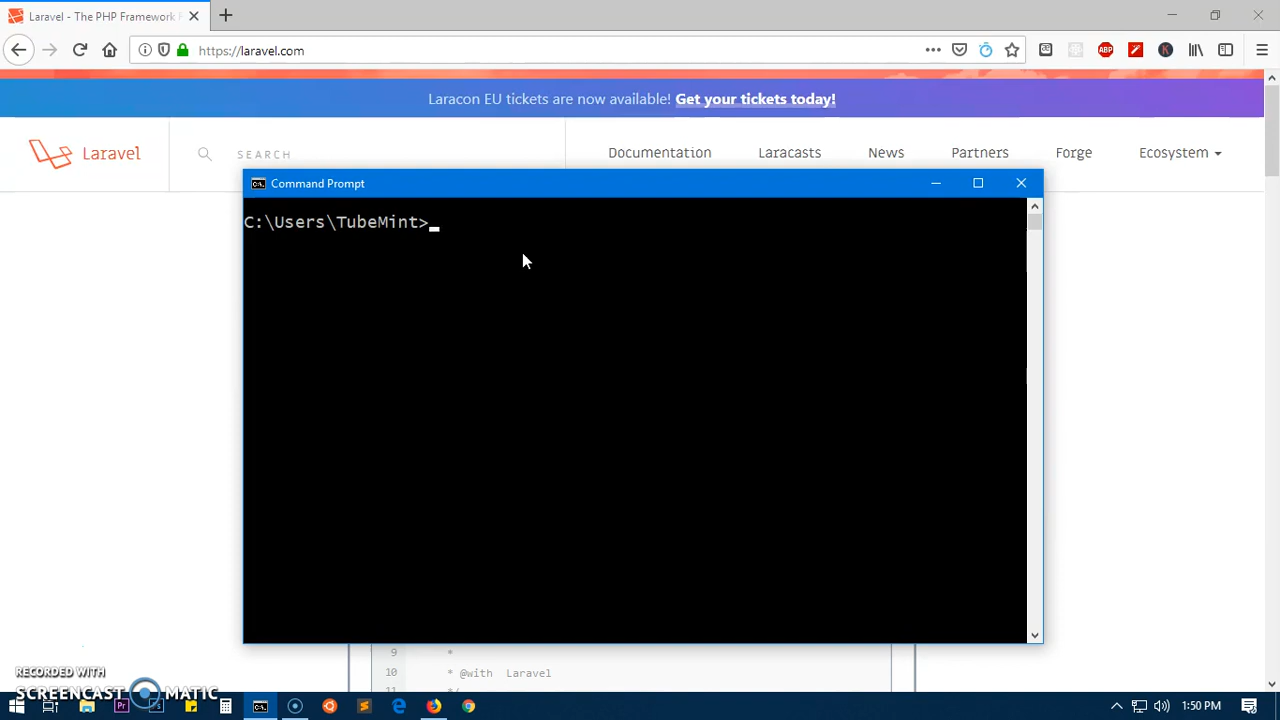 Laravel - The PHP Framework F
https://laravel.com
ABP
Laracon EU tickets are now available! Get your tickets today!
Laravel
SEARCH
Documentation
Laracasts
News
Partners
Forge
Ecosystem
Command Prompt
C:\Users\TubeMint>_
9 *
10 * @with Laravel
11 */
RECORDED WITH
SCREENCAST MATIC
1:50 PM